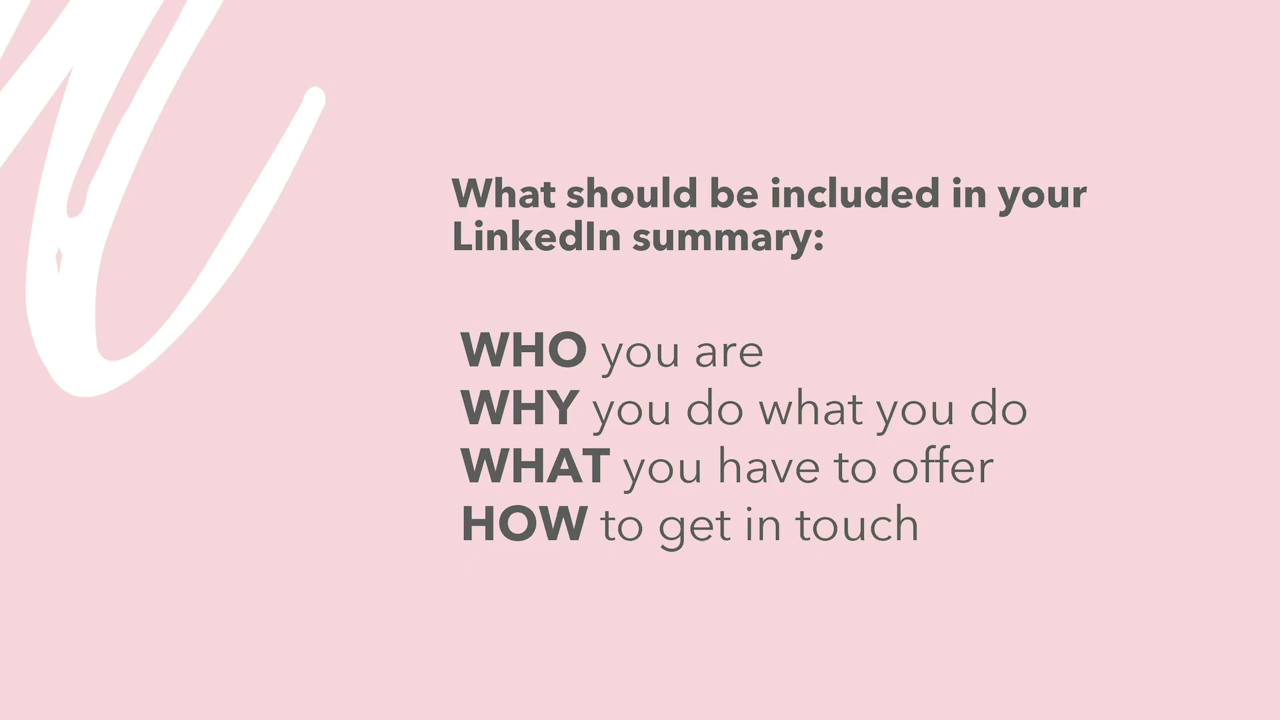 What should be included in your
LinkedIn summary:
WHO you are
WHY you do what you do
WHAT you have to offer
HOW to get in touch